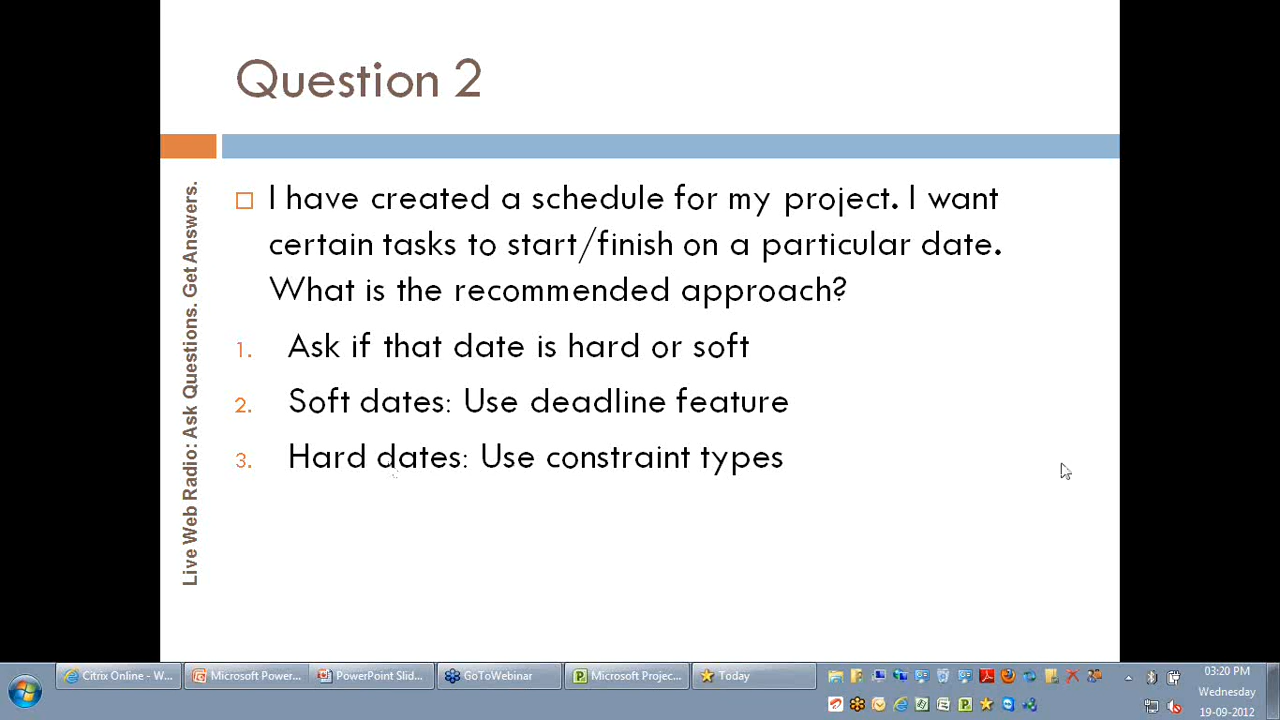 Question 2
I have created a schedule for my project. I want
certain tasks to start/finish on a particular date.
What is the recommended approach?
1. Ask if that date is hard or soft
2. Soft dates: Use deadline feature
3. Hard dates: Use constraint types
Live Web Radio: Ask Questions. Get Answers.
Citrix Online - W...
Microsoft Power...
PowerPoint Slid...
GoToWebinar
Microsoft Projec...
Today
03:20 PM
Wednesday
19-09-2012